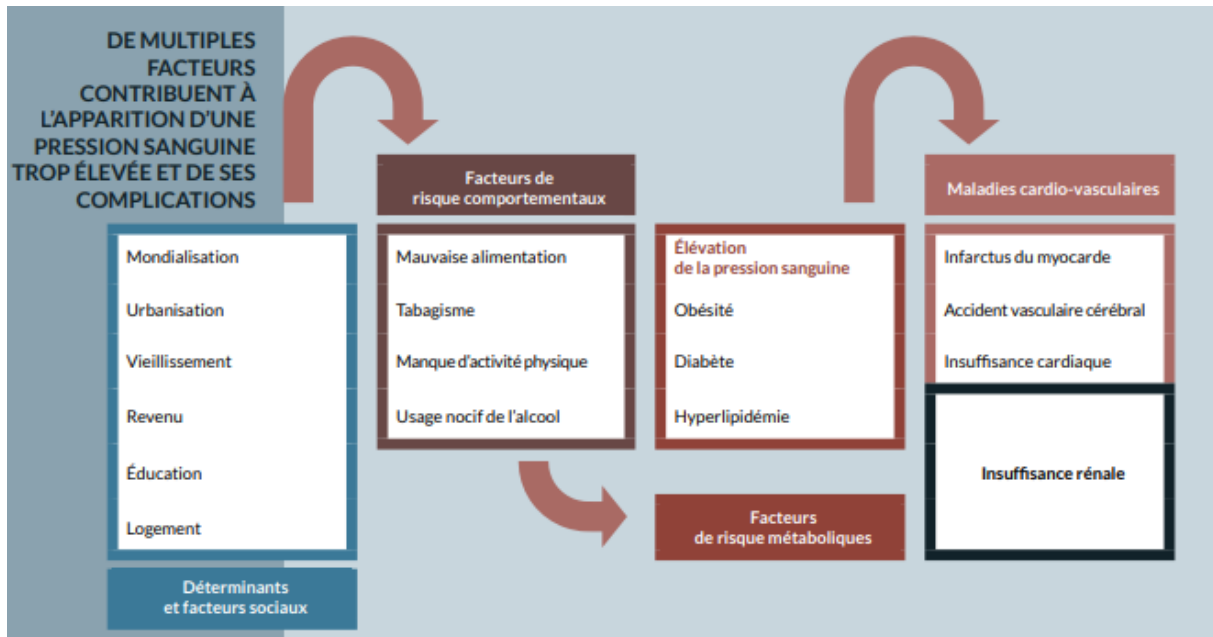 DE MULTIPLES
FACTEURS
CONTRIBUENT À
L'APPARITION D'UNE
PRESSION SANGUINE
TROP ÉLEVÉE ET DE SES
COMPLICATIONS
Mondialisation
Urbanisation
Vieillissement
Revenu
Éducation
Logement
Déterminants
et facteurs sociaux
Facteurs de
risque comportementaux
Mauvaise alimentation
Tabagisme
Manque d'activité physique
Usage nocif de l'alcool
Élévation
de la pression sanguine
Obésité
Diabète
Hyperlipidémie
Facteurs
de risque métaboliques
Maladies cardio-vasculaires
Infarctus du myocarde
Accident vasculaire cérébral
Insuffisance cardiaque
Insuffisance rénale